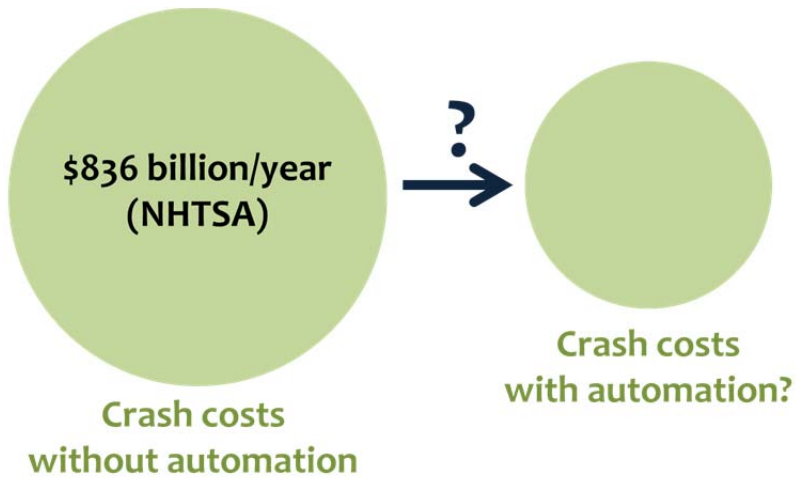 $836 billion/year
(NHTSA)
?
Crash costs
with automation?
Crash costs
without automation